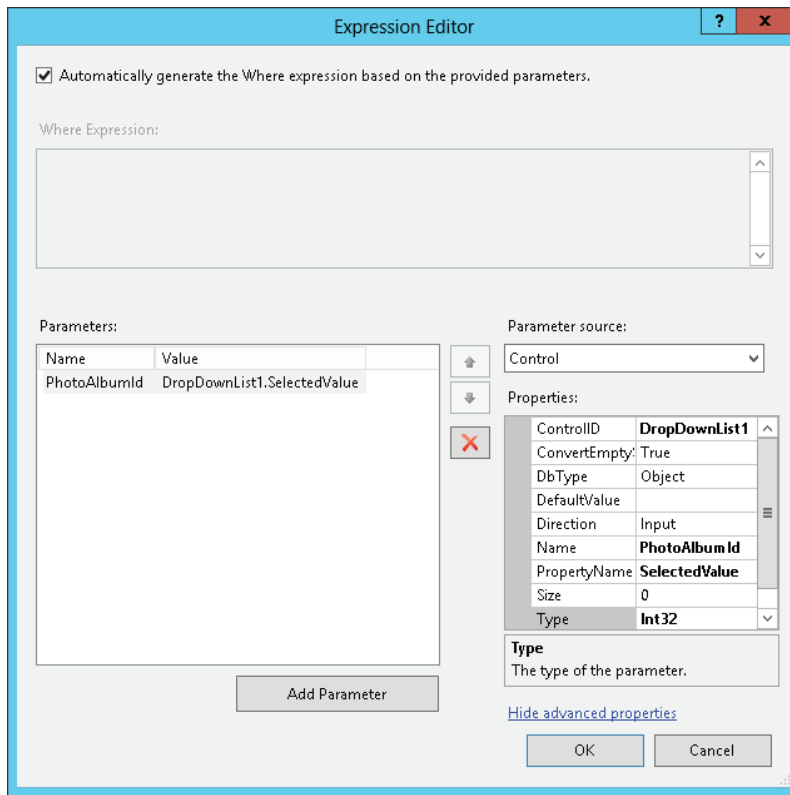 Expression Editor
?
x
Automatically generate the Where expression based on the provided parameters.
Where Expression:
Parameters:
Name Value
PhotoAlbumId DropDownList1.SelectedValue
Add Parameter
Parameter source:
Control
Properties:
ControlID DropDownList1
ConvertEmptyS True
DbType Object
DefaultValue
Direction Input
Name PhotoAlbumId
PropertyName SelectedValue
Size 0
Type Int32
Type
The type of the parameter.
Hide advanced properties
OK Cancel